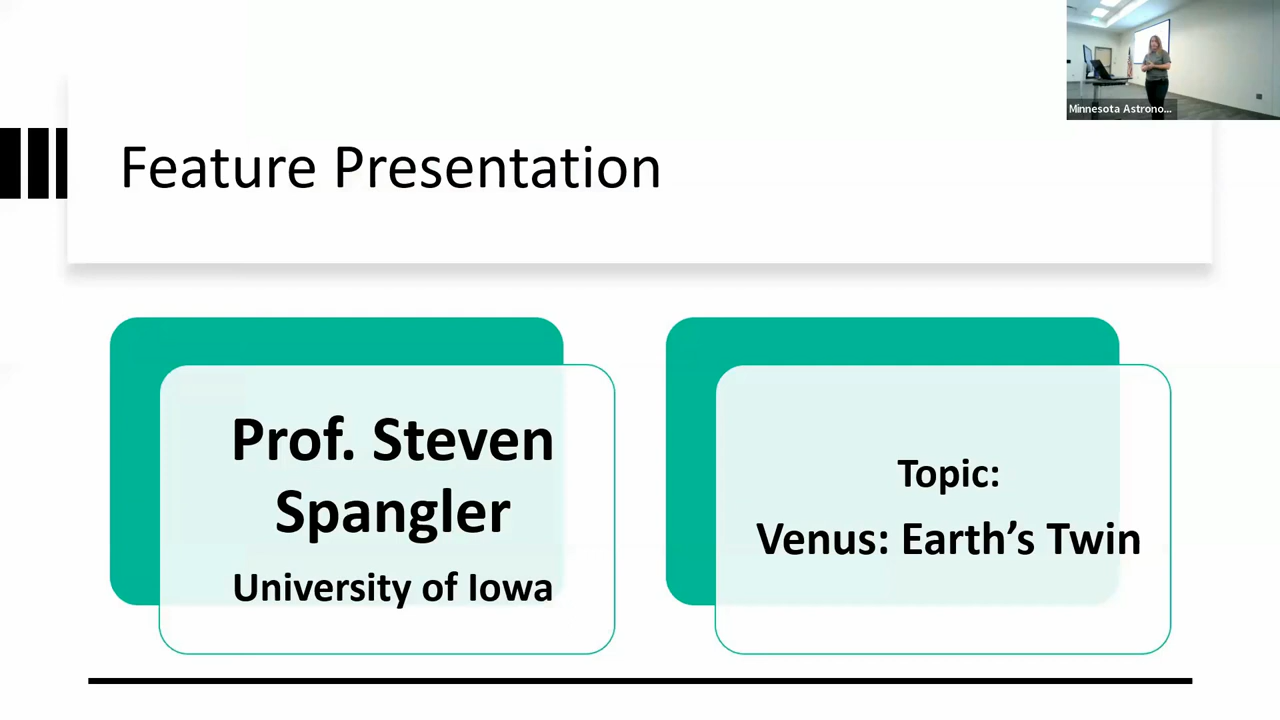 Minnesota Astrono...
Feature Presentation
Prof. Steven
Spangler
University of Iowa
Topic:
Venus: Earth’s Twin